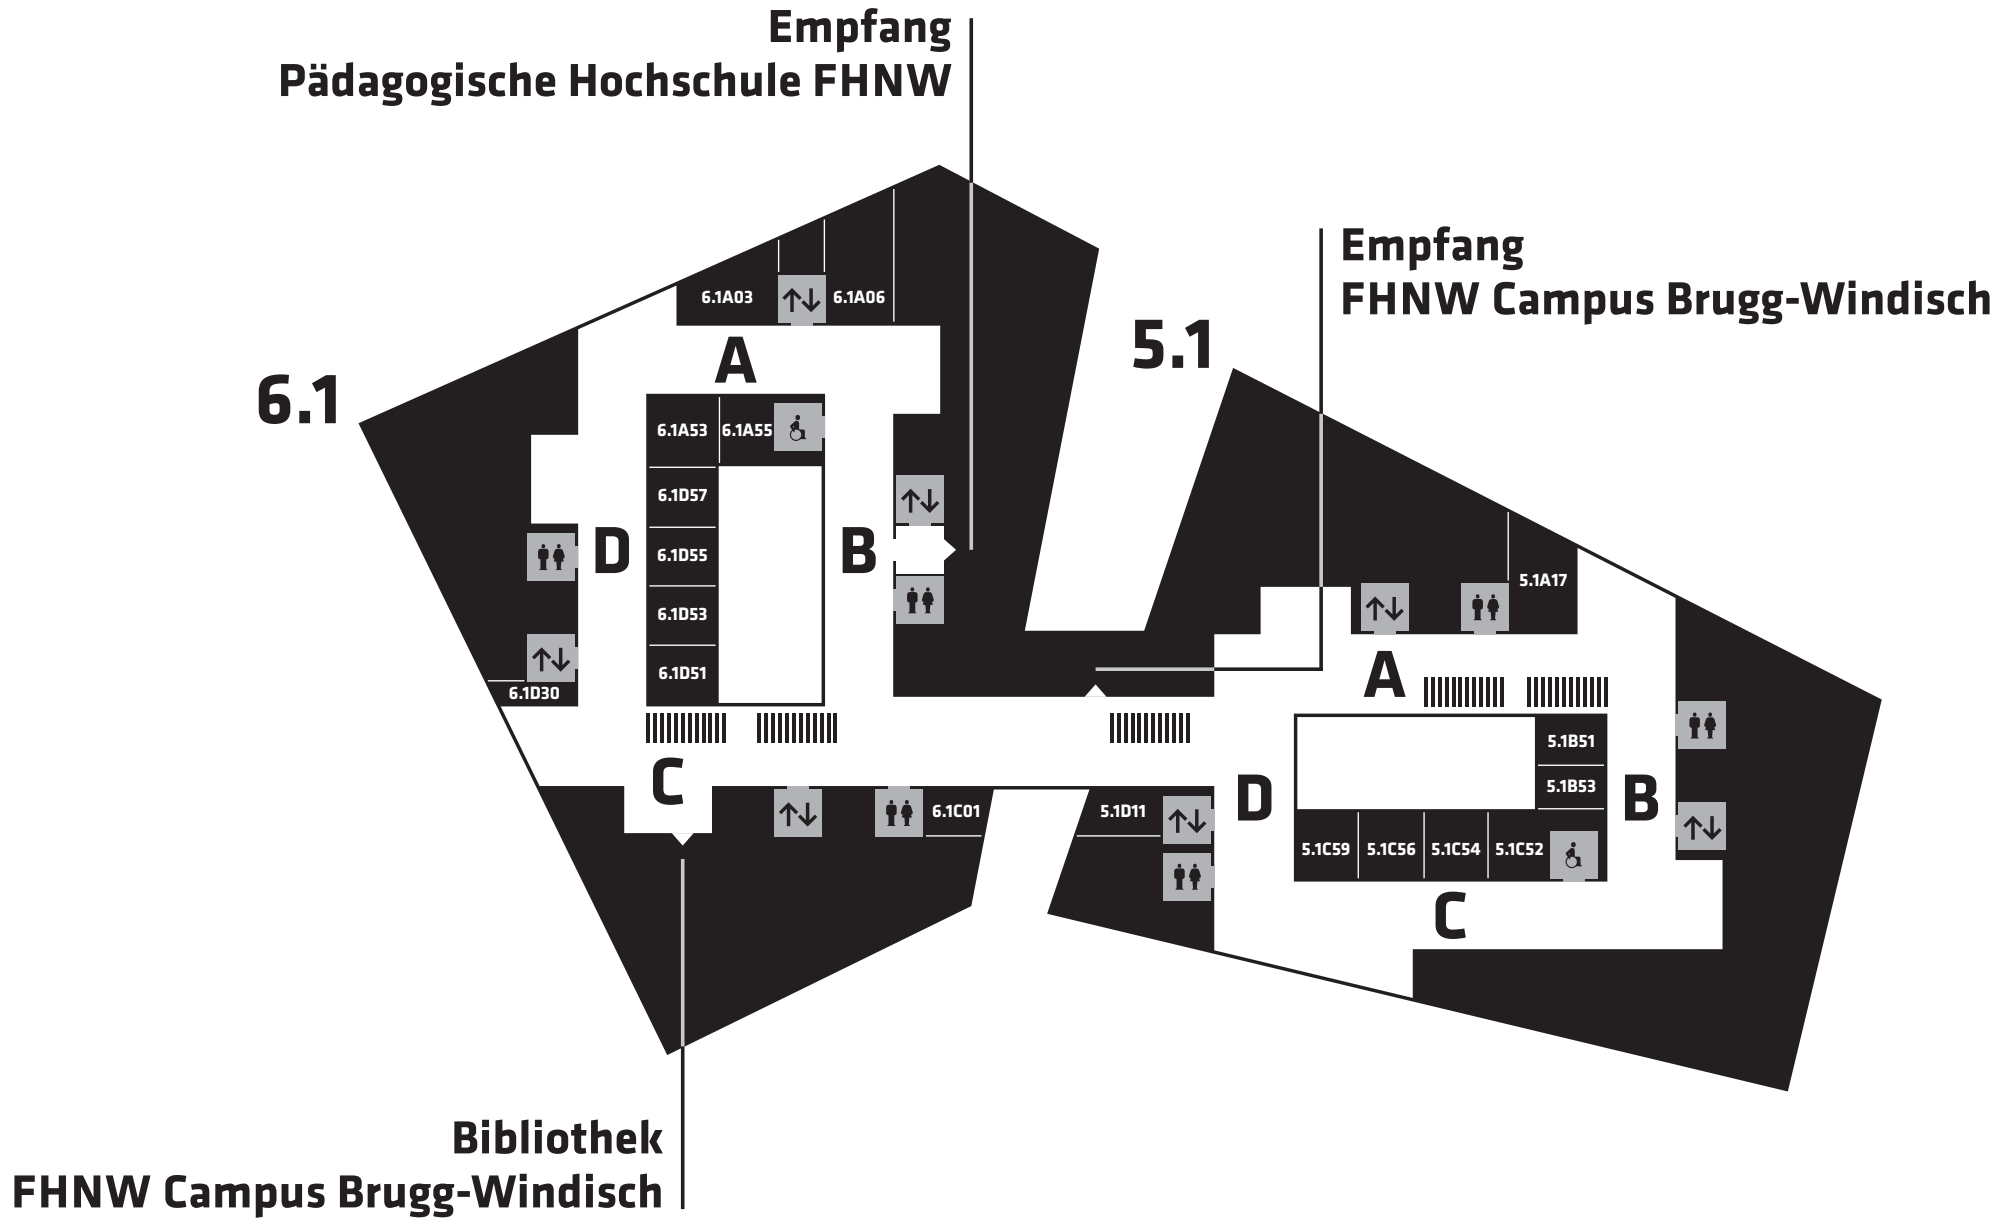 Empfang
Pädagogische Hochschule FHNW
Empfang
FHNW Campus Brugg-Windisch
6.1
5.1
6.1A03
6.1A06
A
6.1A53
6.1A55
6.1D57
D
6.1D55
B
6.1D53
6.1D51
6.1D30
C
6.1C01
5.1A17
A
5.1B51
5.1B53
D
B
5.1D11
5.1C59
5.1C56
5.1C54
5.1C52
C
Bibliothek
FHNW Campus Brugg-Windisch